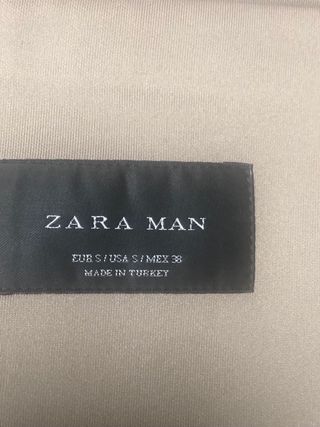 ZARA MAN
EUR S / USA S / MEX 38
MADE IN TURKEY